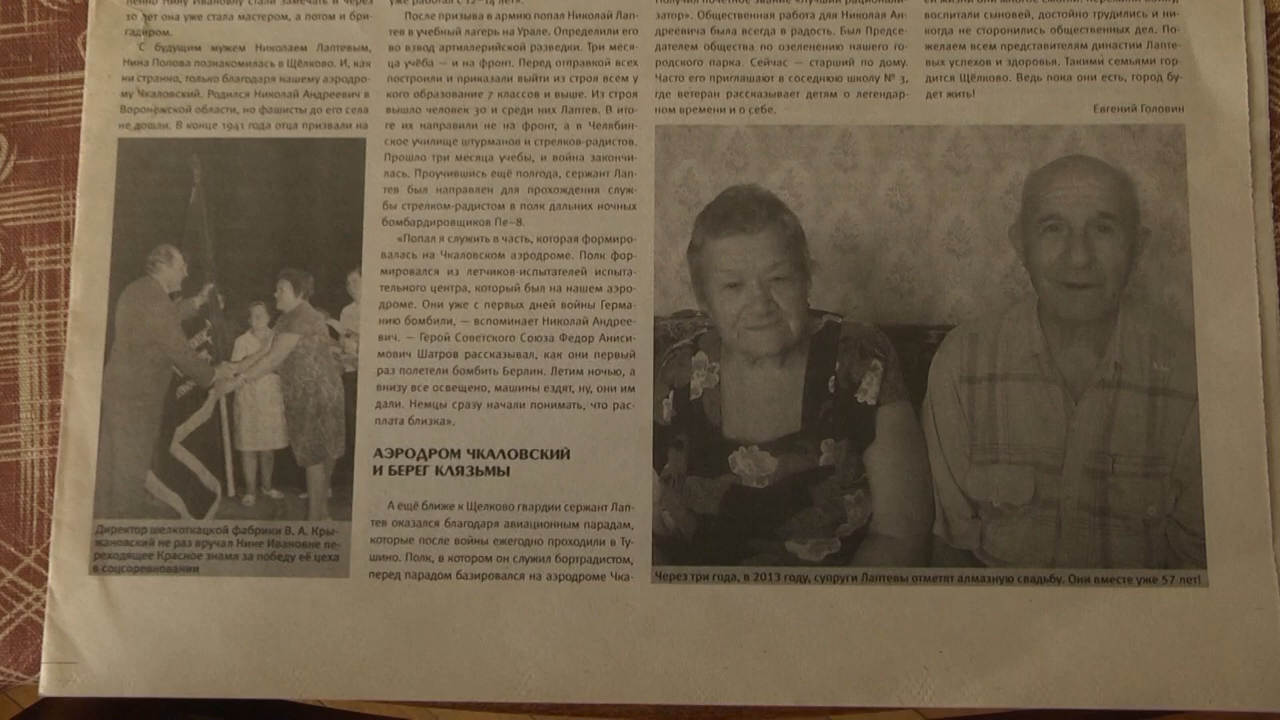 10 лет она уже стала мастером, а потом и бри-
гадиром.
С будущим мужем Николаем Лаптевым,
Нина Попова познакомилась в Щёлково. И, как
ни странно, только благодаря нашему аэродро-
му Чкаловский. Родился Николай Андреевич в
Воронежской области, но фашисты до его села
не дошли. В конце 1941 года отца призвали на
Директор шелкоткацкой фабрики В. А. Кры-
жановский не раз вручал Нине Ивановне пе-
реходящее Красное знамя за победу её цеха
в соцсоревновании
После призыва в армию попал Николай Лап-
тев в учебный лагерь на Урале. Определили его
во взвод артиллерийской разведки. Три меся-
ца учёба — и на фронт. Перед отправкой всех
построили и приказали выйти из строя всем у
кого образование 7 классов и выше. Из строя
вышло человек 30 и среди них Лаптев. В ито-
ге их направили не на фронт, а в Челябин-
ское училище штурманов и стрелков-радистов.
Прошло три месяца учебы, и война закончи-
лась. Проучившись ещё полгода, сержант Лап-
тев был направлен для прохождения служ-
бы стрелком-радистом в полк дальних ночных
бомбардировщиков Пе–8.
«Попал я служить в часть, которая формиро-
валась на Чкаловском аэродроме. Полк фор-
мировался из летчиков-испытателей испыта-
тельного центра, который был на нашем аэро-
дроме. Они уже с первых дней войны Герма-
нию бомбили, — вспоминает Николай Андрее-
вич. — Герой Советского Союза Федор Аниси-
мович Шатров рассказывал, как они первый
раз полетели бомбить Берлин. Летим ночью, а
внизу все освещено, машины ездят, ну, они им
дали. Немцы сразу начали понимать, что рас-
плата близка».
АЭРОДРОМ ЧКАЛОВСКИЙ
И БЕРЕГ КЛЯЗЬМЫ
А ещё ближе к Щелково гвардии сержант Лап-
тев оказался благодаря авиационным парадам,
которые после войны ежегодно проходили в Ту-
шино. Полк, в котором он служил бортрадистом,
перед парадом базировался на аэродроме Чка-
затор». Общественная работа для Николая Ан-
дреевича была всегда в радость. Был Предсе-
дателем общества по озеленению нашего го-
родского парка. Сейчас — старший по дому.
Часто его приглашают в соседнюю школу № 3,
где ветеран рассказывает детям о легендар-
ном времени и о себе.
воспитали сыновей, достойно трудились и ни-
когда не сторонились общественных дел. По-
желаем всем представителям династии Лапте-
вых успехов и здоровья. Такими семьями гор-
дится Щёлково. Ведь пока они есть, город бу-
дет жить!
Евгений Головин
Через три года, в 2013 году, супруги Лаптевы отметят алмазную свадьбу. Они вместе уже 57 лет!